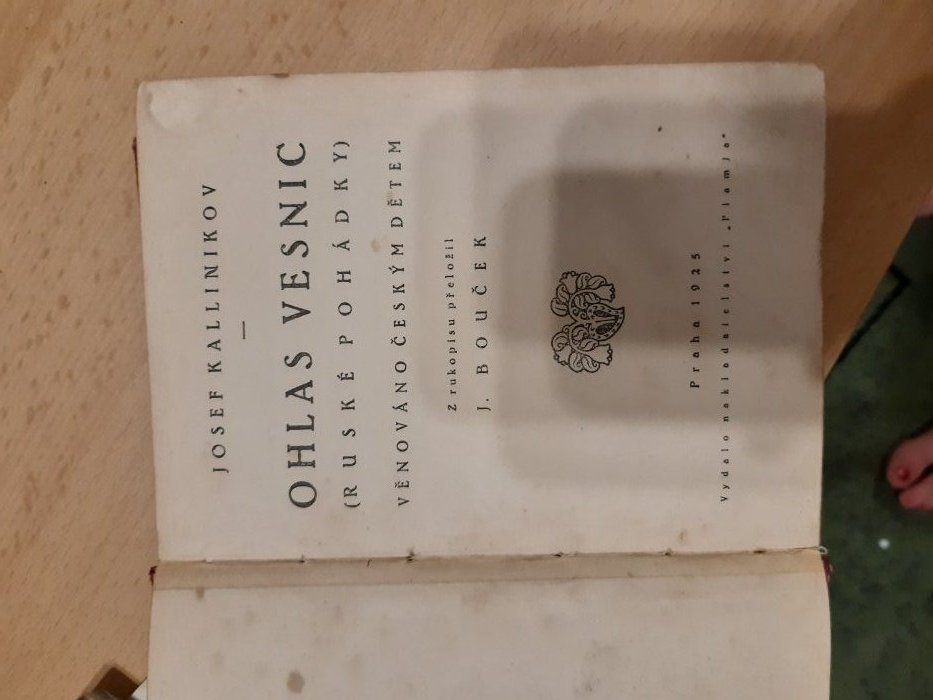 JOSEF KALLINIKOV
OHLAS VESNIC
(RUSKÉ POHÁDKY)
VĚNOVÁNO ČESKÝM DĚTEM
Z rukopisu přeložil
J. BOUČEK
Praha 1925
Vydalo nakladatelství „Plamja“